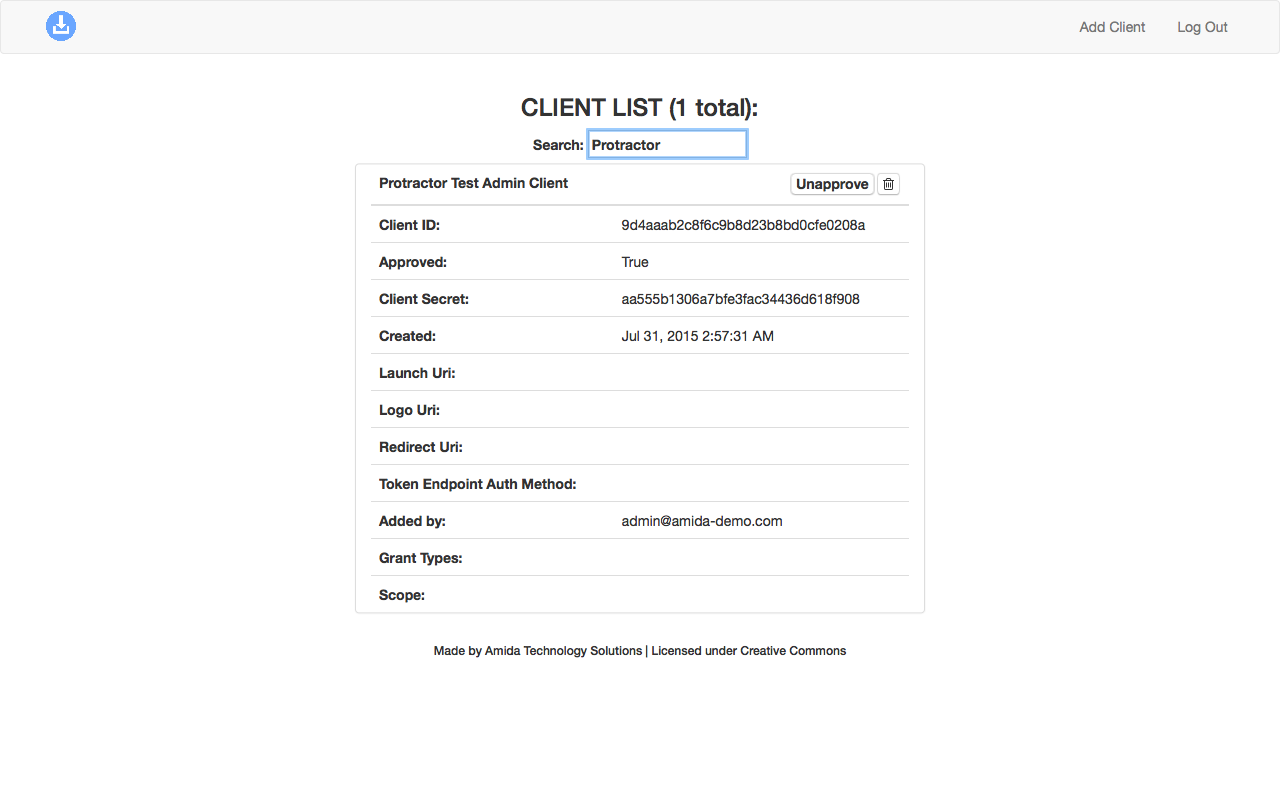 Add Client Log Out
CLIENT LIST (1 total):
Search: Protractor
Protractor Test Admin Client Unapprove
Client ID: 9d4aaab2c8f6c9b8d23b8bd0cfe0208a
Approved: True
Client Secret: aa555b1306a7bfe3fac34436d618f908
Created: Jul 31, 2015 2:57:31 AM
Launch Uri:
Logo Uri:
Redirect Uri:
Token Endpoint Auth Method:
Added by: admin@amida-demo.com
Grant Types:
Scope:
Made by Amida Technology Solutions | Licensed under Creative Commons